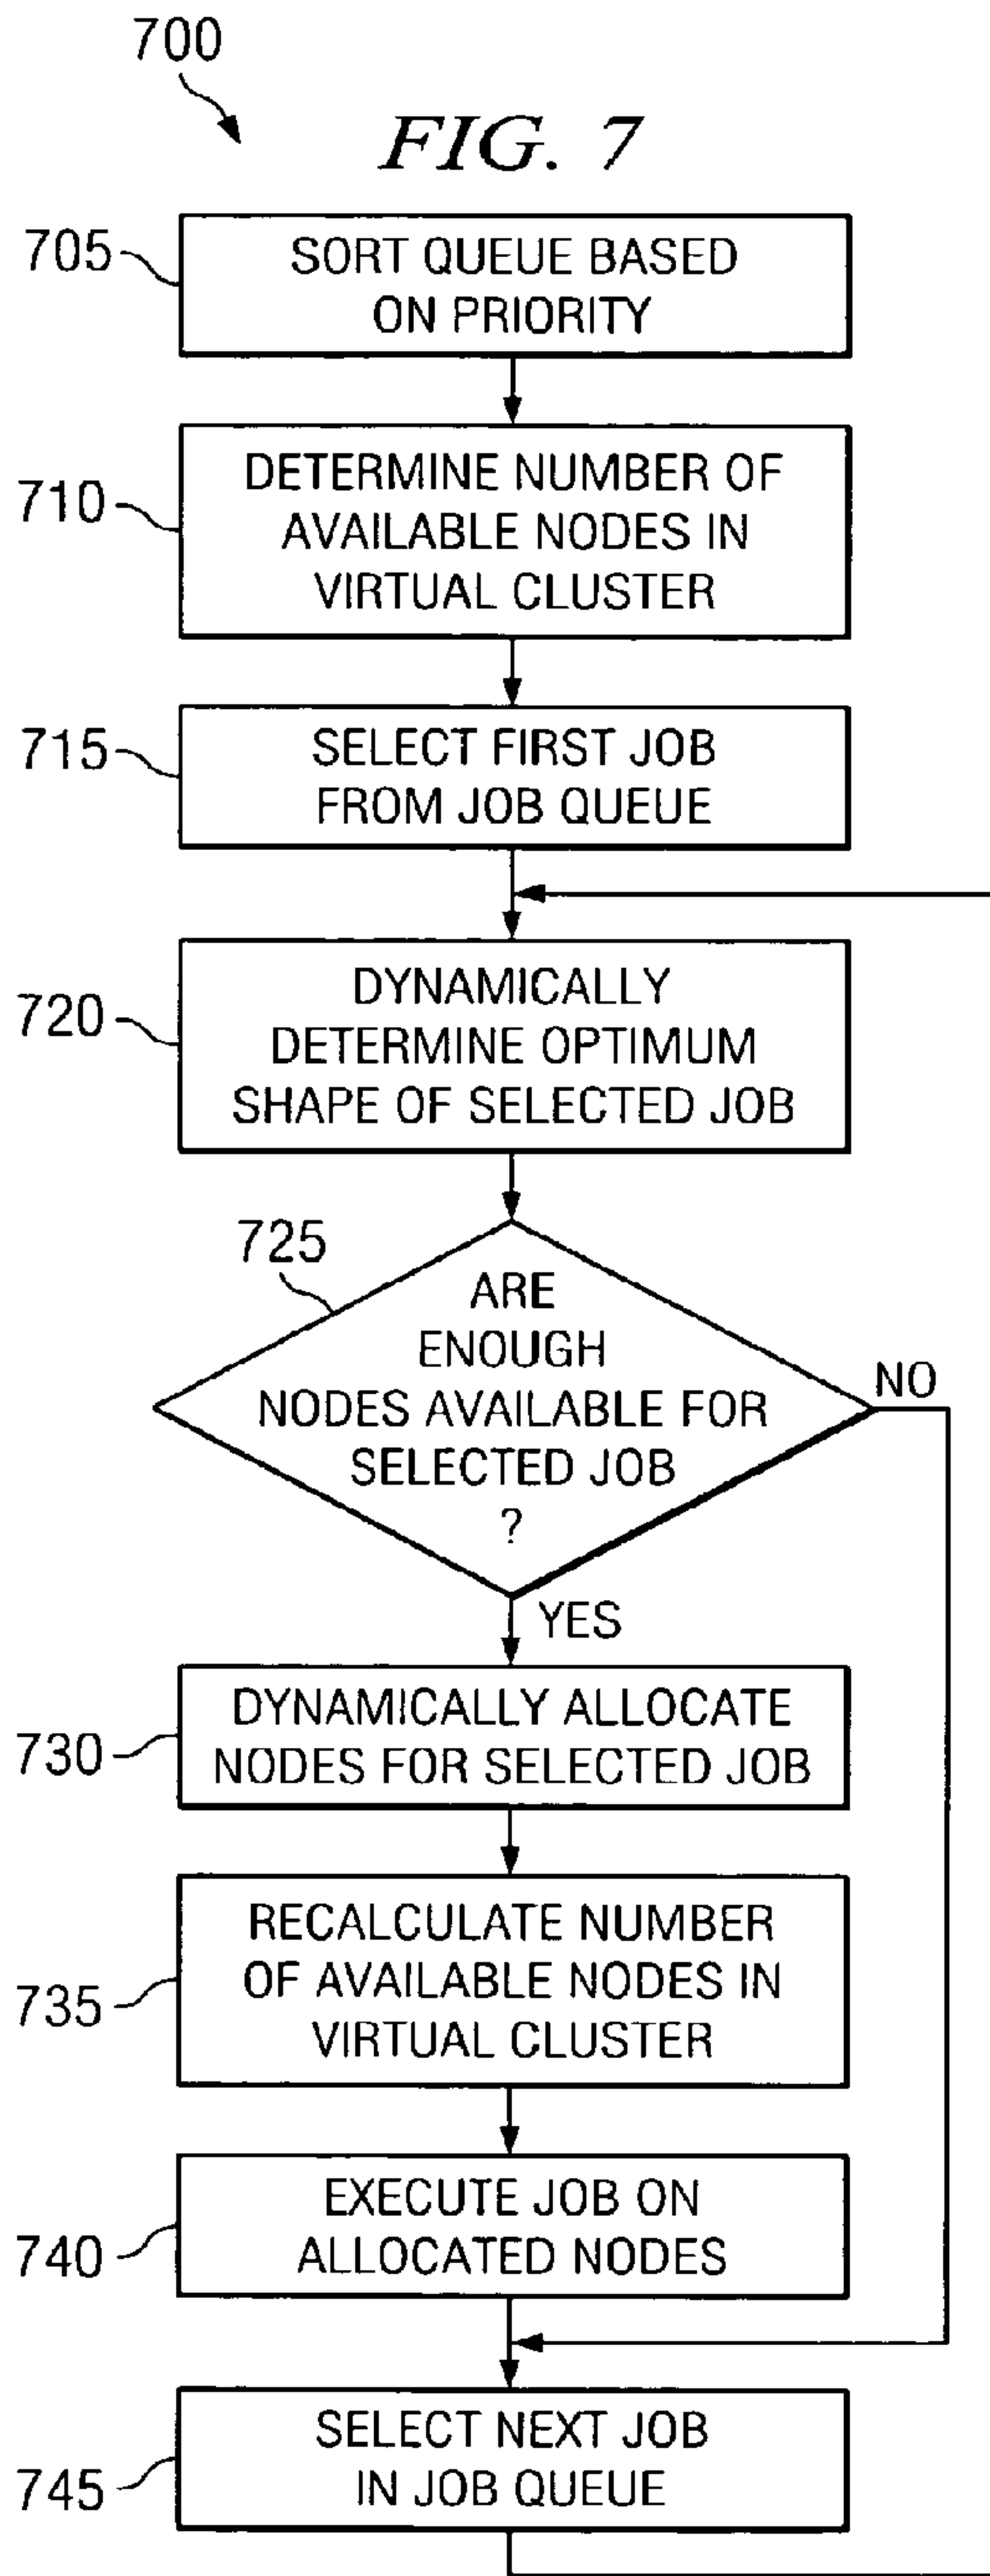 700
FIG. 7
705
SORT QUEUE BASED
ON PRIORITY
710
DETERMINE NUMBER OF
AVAILABLE NODES IN
VIRTUAL CLUSTER
715
SELECT FIRST JOB
FROM JOB QUEUE
720
DYNAMICALLY
DETERMINE OPTIMUM
SHAPE OF SELECTED JOB
725
ARE
ENOUGH
NODES AVAILABLE FOR
SELECTED JOB
?
NO
YES
730
DYNAMICALLY ALLOCATE
NODES FOR SELECTED JOB
735
RECALCULATE NUMBER
OF AVAILABLE NODES IN
VIRTUAL CLUSTER
740
EXECUTE JOB ON
ALLOCATED NODES
745
SELECT NEXT JOB
IN JOB QUEUE